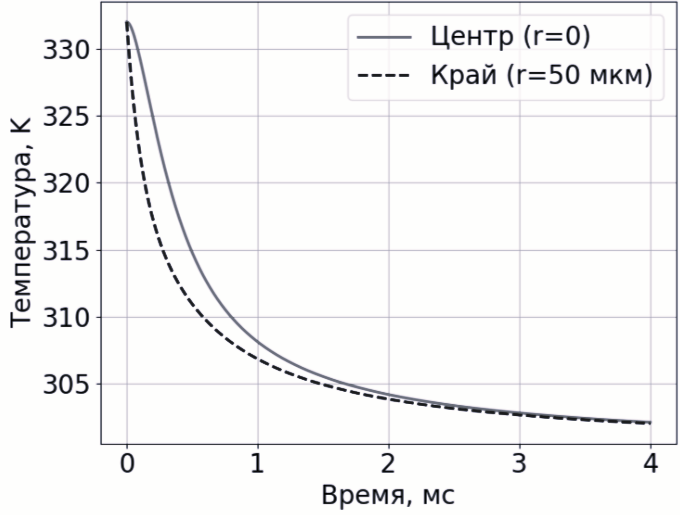 Центр (r=0)
Край (r=50 мкм)
Температура, К
330
325
320
315
310
305
0 1 2 3 4
Время, мс